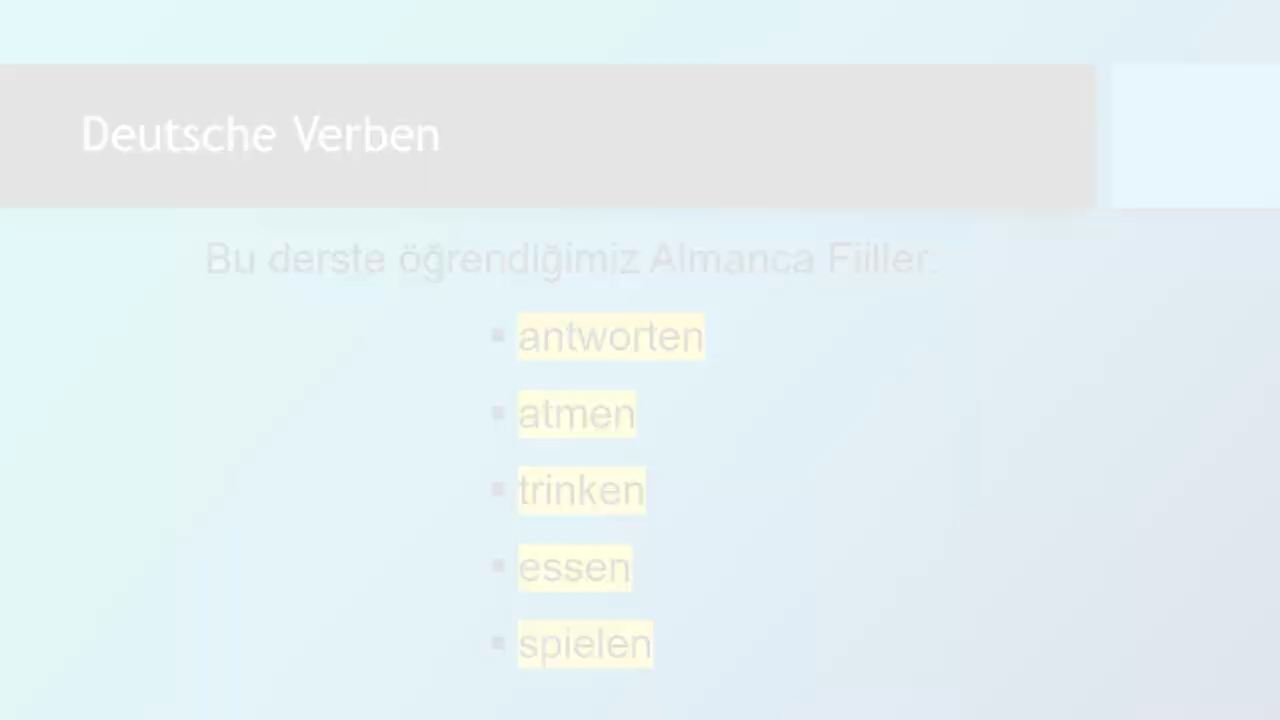 Deutsche Verben
Bu derste öğrendiğimiz Almanca Fiiller:
▪ antworten
▪ atmen
▪ trinken
▪ essen
▪ spielen